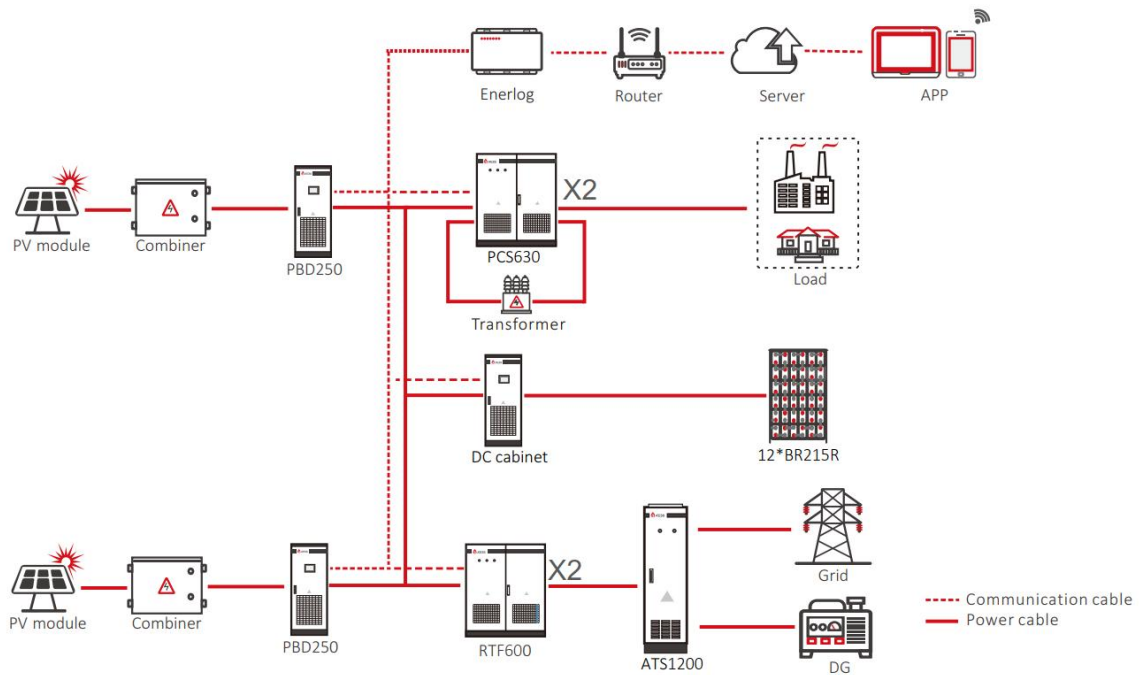 Enerlog
Router
Server
APP
PV module
Combiner
PBD250
PCS630
X2
Load
Transformer
DC cabinet
12*BR215R
PV module
Combiner
PBD250
RTF600
X2
ATS1200
Grid
DG
Communication cable
Power cable